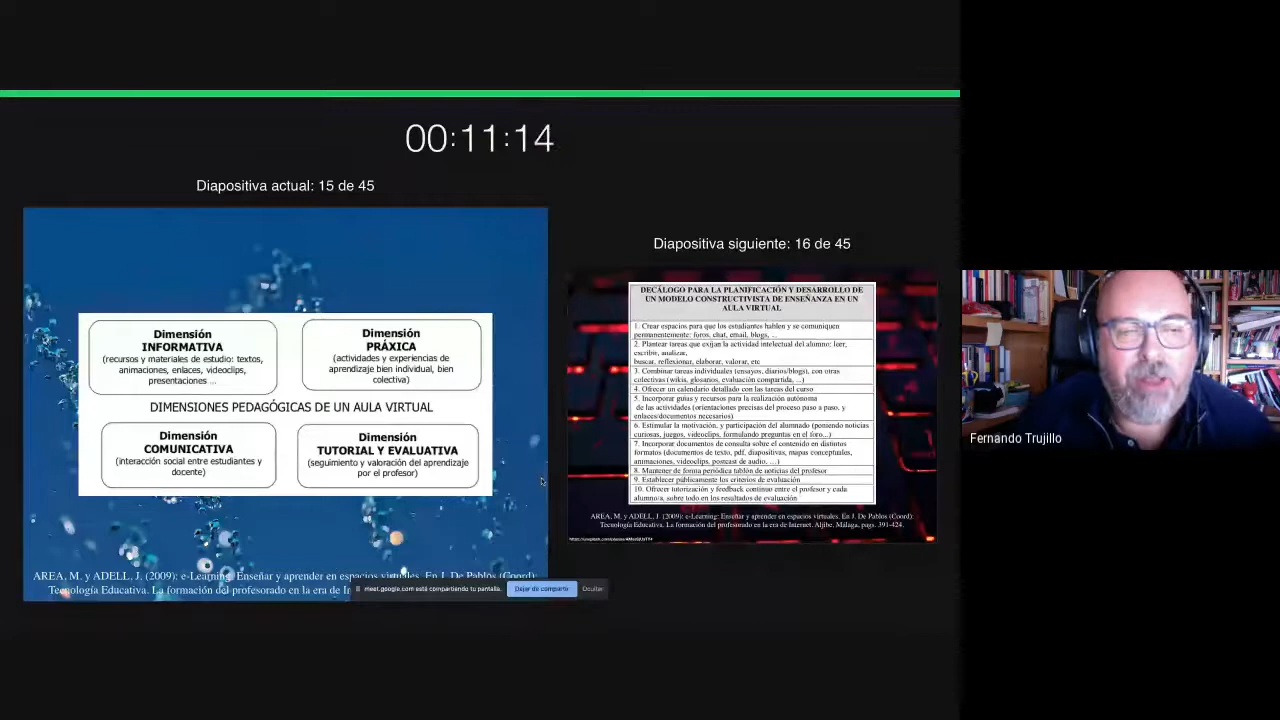 00:11:14
Diapositiva actual: 15 de 45
Dimensión
INFORMATIVA
(recursos y materiales de estudio: textos,
animaciones, enlaces, videoclips,
presentaciones ...
Dimensión
PRÁXICA
(actividades y experiencias de
aprendizaje bien individual, bien
colectiva)
DIMENSIONES PEDAGÓGICAS DE UN AULA VIRTUAL
Dimensión
COMUNICATIVA
(interacción social entre estudiantes y
docente)
Dimensión
TUTORIAL Y EVALUATIVA
(seguimiento y valoración del aprendizaje
por el profesor)
AREA, M. y ADELL, J. (2009): e-Learning: Enseñar y aprender en espacios virtuales. En J. De Pablos (Coord):
Tecnología Educativa. La formación del profesorado en la era de
meet.google.com está compartiendo tu pantalla.
Dejar de compartir
Ocultar
Diapositiva siguiente: 16 de 45
DECÁLOGO PARA LA PLANIFICACIÓN Y DESARROLLO DE
UN MODELO CONSTRUCTIVISTA DE ENSEÑANZA EN UN
AULA VIRTUAL
1. Crear espacios para que los estudiantes hablen y se comuniquen
permanentemente: foros, chat, email, blogs, ...
2. Plantear tareas que exijan la actividad intelectual del alumno: leer,
escribir, analizar,
buscar, reflexionar, elaborar, valorar, etc
3. Combinar tareas individuales (ensayos, diarios/blogs), con otras
colectivas (wikis, glosarios, evaluación compartida, ...)
4. Ofrecer un calendario detallado con las tareas del curso
5. Incorporar guías y recursos para la realización autónoma
de las actividades (orientaciones precisas del proceso paso a paso, y
enlaces/documentos necesarios)
6. Estimular la motivación, y participación del alumnado (poniendo noticias
curiosas, juegos, videoclips, formulando preguntas en el foro...)
7. Incorporar documentos de consulta sobre el contenido en distintos
formatos (documentos de texto, pdf, diapositivas, mapas conceptuales,
animaciones, videoclips, postcast de audio, ...)
8. Mantener de forma periódica tablón de noticias del profesor
9. Establecer públicamente los criterios de evaluación
10. Ofrecer tutorización y feedback continuo entre el profesor y cada
alumno/a, sobre todo en los resultados de evaluación
AREA, M. y ADELL, J. (2009): e-Learning: Enseñar y aprender en espacios virtuales. En J. De Pablos (Coord):
Tecnología Educativa. La formación del profesorado en la era de Internet. Aljibe, Málaga, pags. 391-424.
Fernando Trujillo